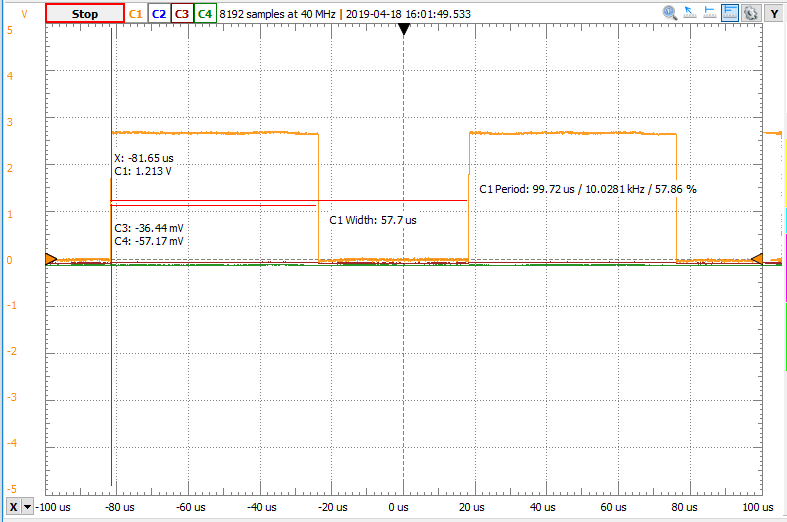 V Stop C1 C2 C3 C4 8192 samples at 40 MHz | 2019-04-18 16:01:49.533 Y
5
4
3
2
1
0
-1
-2
-3
-4
-5
X: -81.65 us
C1: 1.213 V
C1 Period: 99.72 us / 10.0281 kHz / 57.86 %
C1 Width: 57.7 us
C3: -36.44 mV
C4: -57.17 mV
X -100 us -80 us -60 us -40 us -20 us 0 us 20 us 40 us 60 us 80 us 100 us